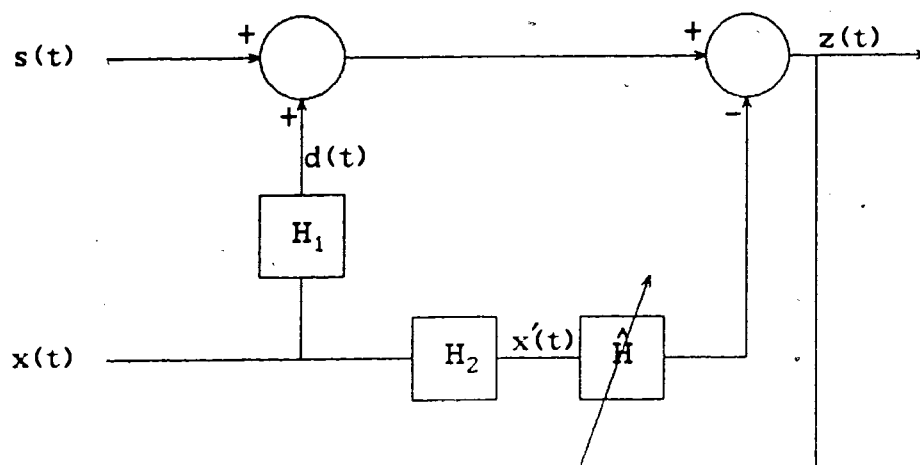 + + z(t)
s(t)
+ -
d(t)
H₁
x(t) H₂ x'(t) Ĥ